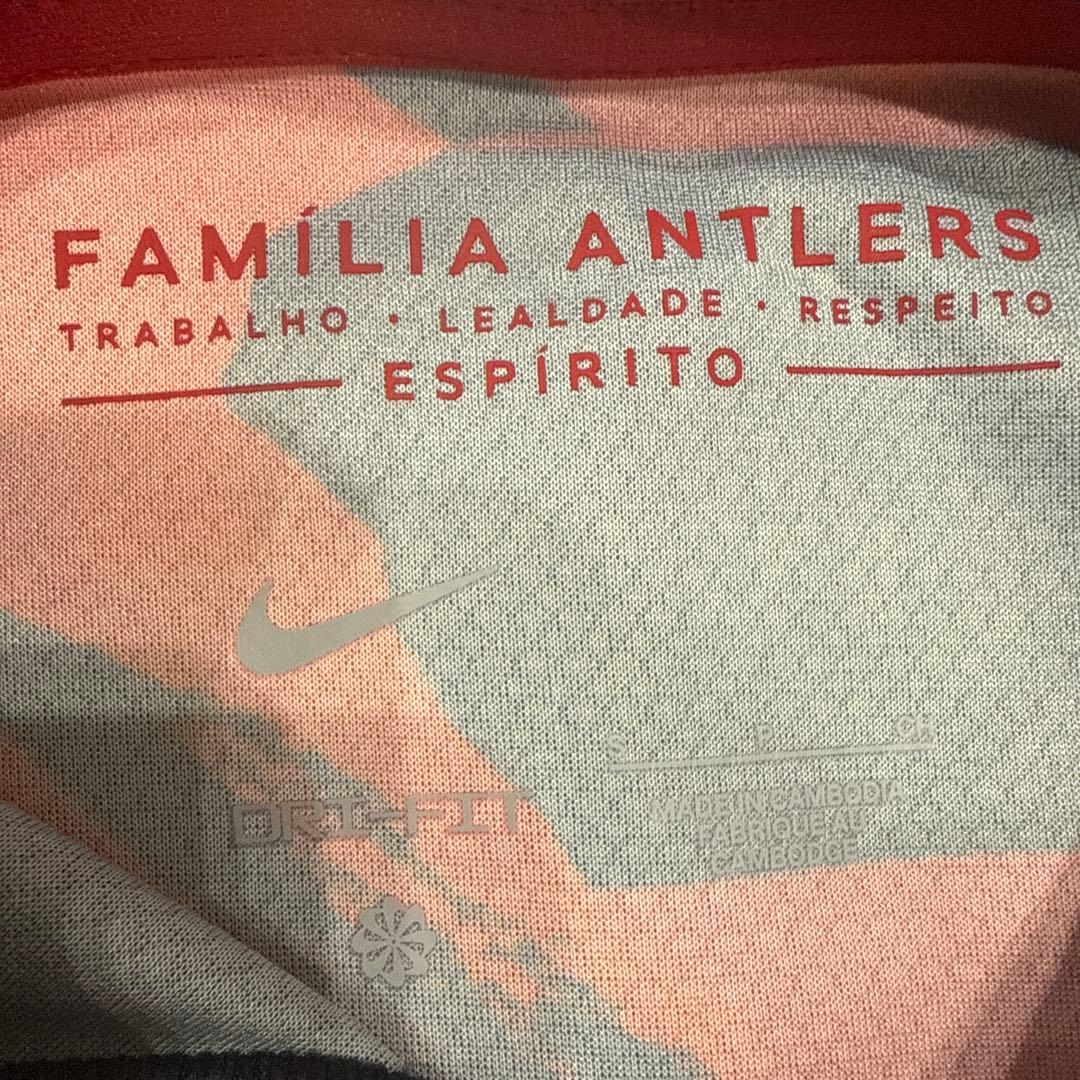 FAMÍLIA ANTLERS
TRABALHO · LEALDADE · RESPEITO
ESPÍRITO
DRI-FIT
S P CH
MADE IN CAMBODIA
FABRIQUE AU
CAMBODGE